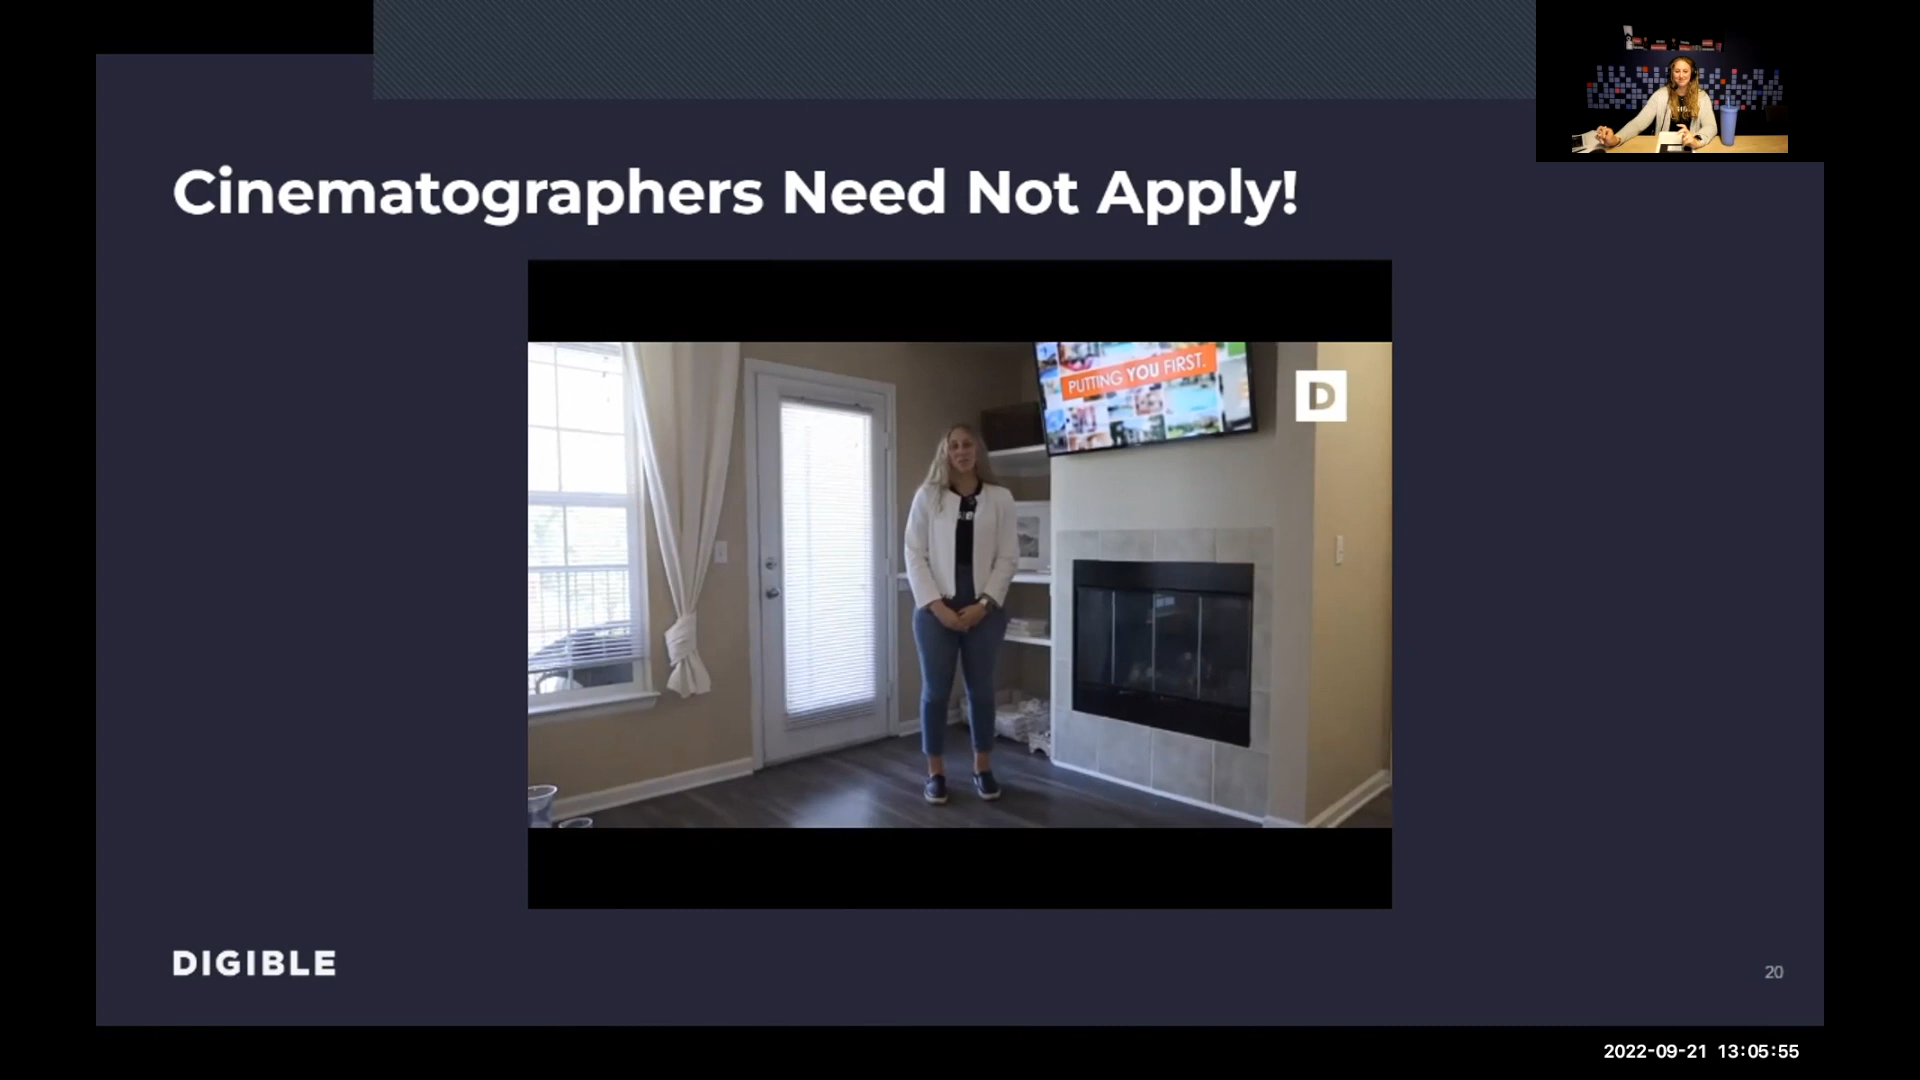 Cinematographers Need Not Apply!
PUTTING YOU FIRST.
D
DIGIBLE
20
2022-09-21 13:05:55